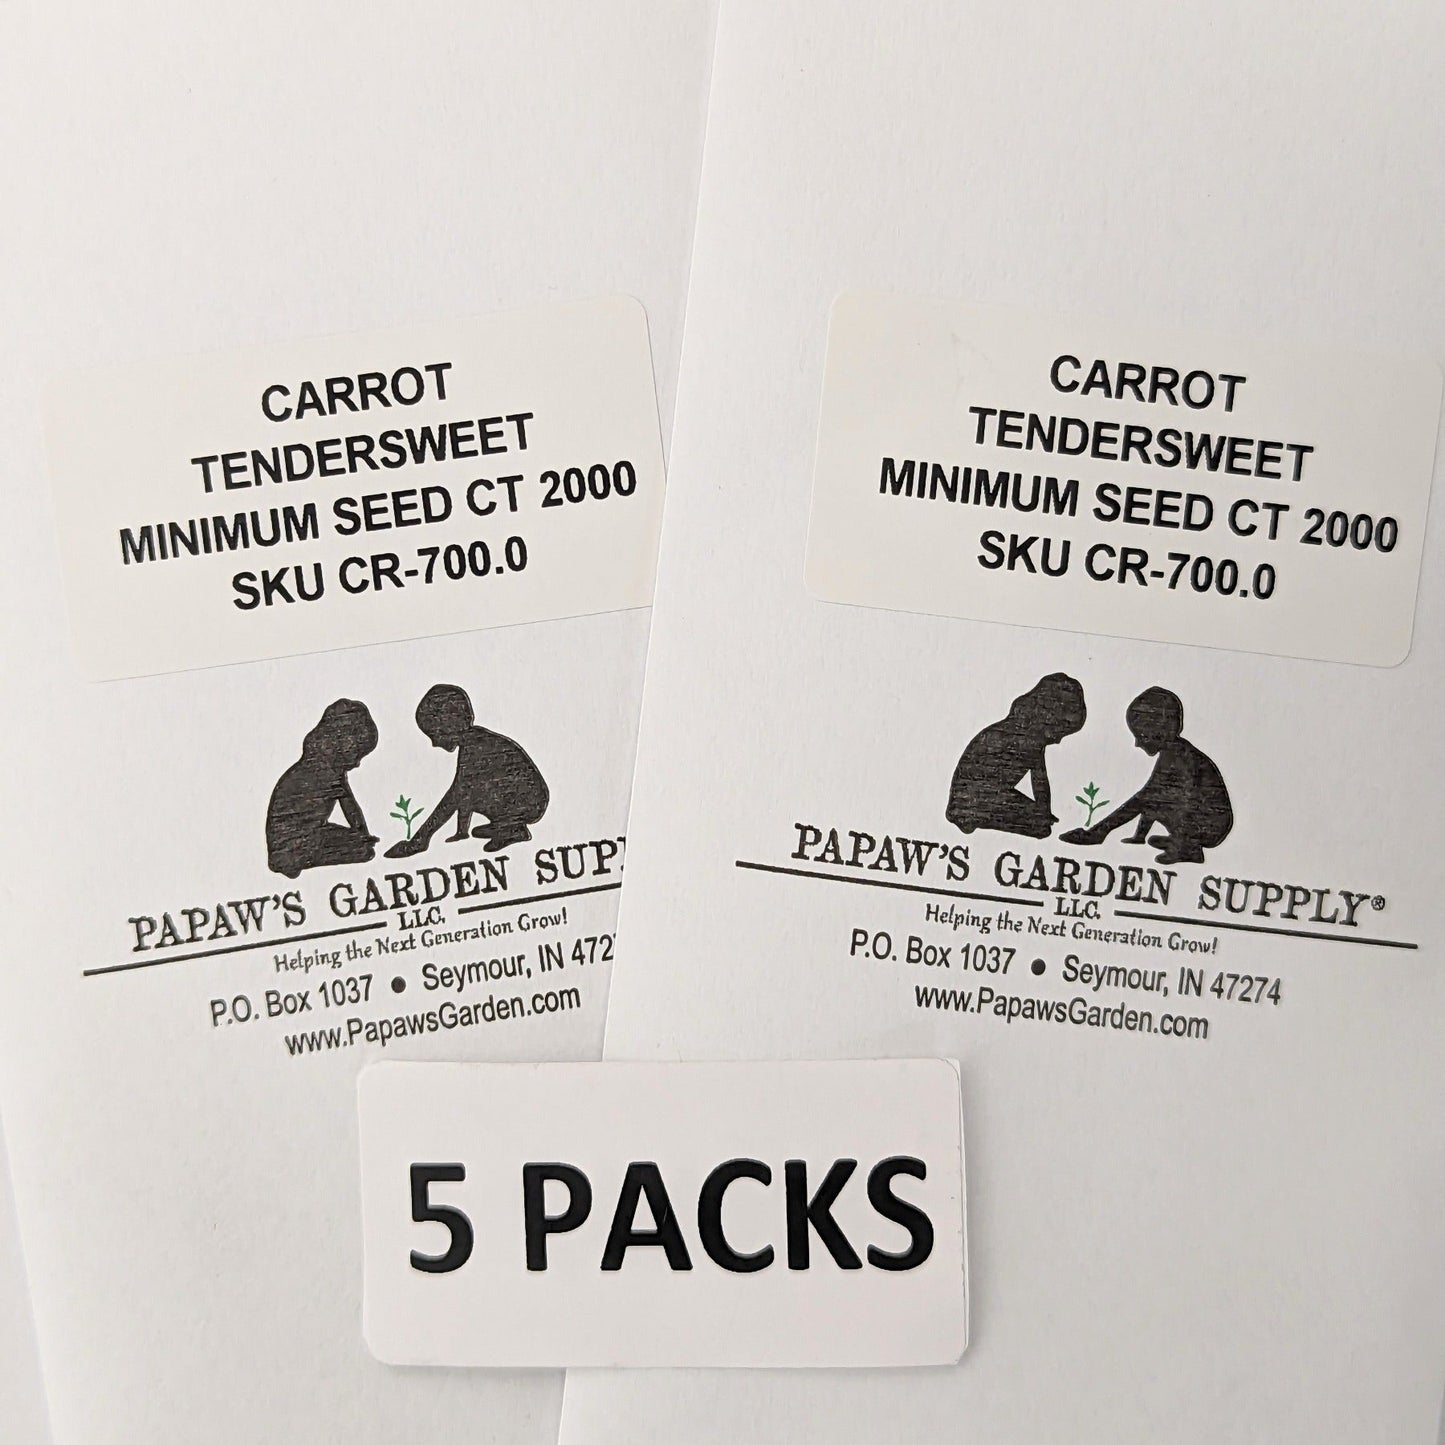 CARROT
TENDERSWEET
MINIMUM SEED CT 2000
SKU CR-700.0
PAPAW'S GARDEN
LLC.
Helping the Next Generation Grow!
P.O. Box 1037 • Seymour, IN
www.PapawsGarden.com
CARROT
TENDERSWEET
MINIMUM SEED CT 2000
SKU CR-700.0
PAPAW'S GARDEN SUPPLY®
LLC.
Helping the Next Generation Grow!
P.O. Box 1037 • Seymour, IN 47274
www.PapawsGarden.com
5 PACKS